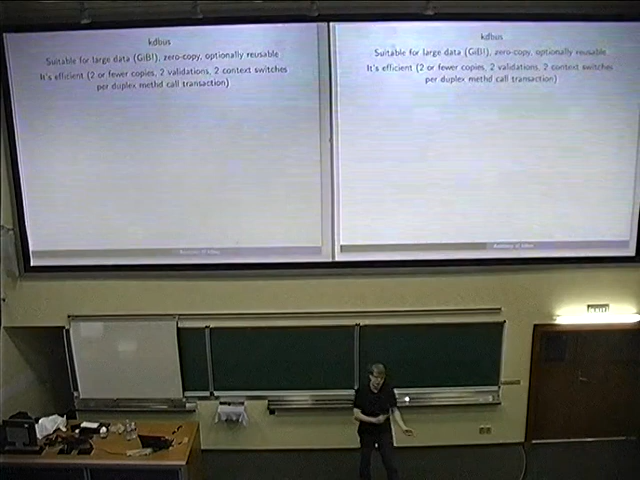 kdbus
Suitable for large data (GiB!), zero-copy, optionally reusable
It's efficient (2 or fewer copies, 2 validations, 2 context switches
per duplex methd call transaction)
kdbus
Suitable for large data (GiB!), zero-copy, optionally reusable
It's efficient (2 or fewer copies, 2 validations, 2 context switches
per duplex methd call transaction)